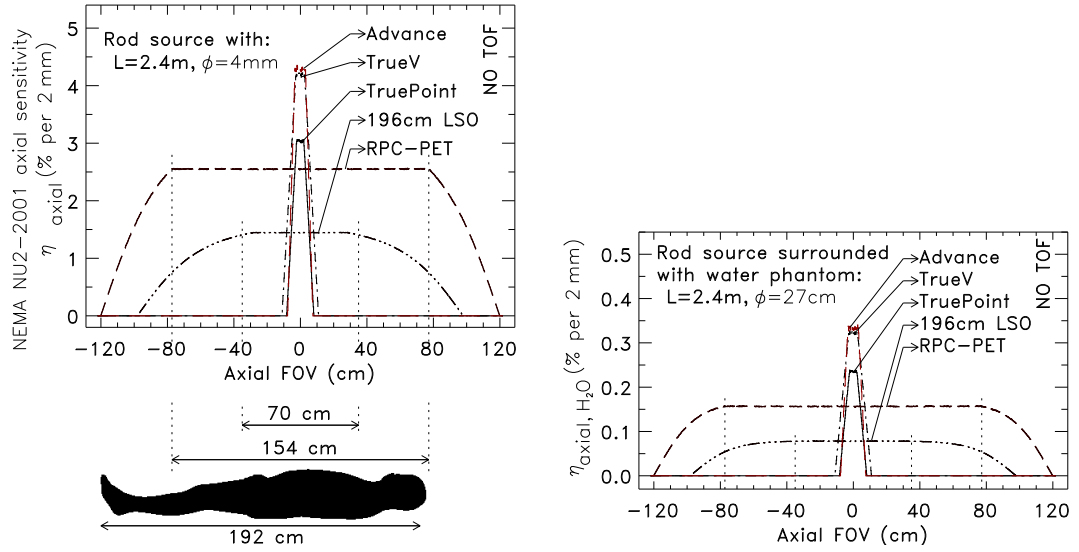 NEMA NU2-2001 axial sensitivity
η axial (% per 2 mm)
5
4
3
2
1
0
Rod source with:
L=2.4m, ϕ=4mm
Advance
TrueV
TruePoint
196cm LSO
RPC-PET
NO TOF
-120 -80 -40 0 40 80 120
Axial FOV (cm)
70 cm
154 cm
192 cm
η axial, H₂O (% per 2 mm)
0.5
0.4
0.3
0.2
0.1
0.0
Rod source surrounded
with water phantom:
L=2.4m, ϕ=27cm
Advance
TrueV
TruePoint
196cm LSO
RPC-PET
NO TOF
-120 -80 -40 0 40 80 120
Axial FOV (cm)